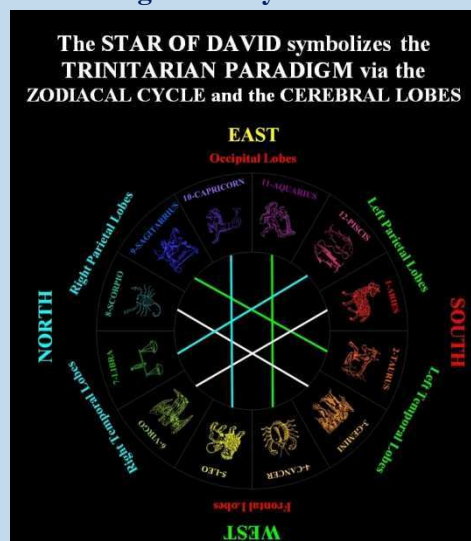 The STAR OF DAVID symbolizes the
TRINITARIAN PARADIGM via the
ZODIACAL CYCLE and the CEREBRAL LOBES
EAST
Occipital Lobes
10-CAPRICORN
11-AQUARIUS
9-SAGITARRIUS
12-PISCIS
Right Parietal Lobes
Left Parietal Lobes
8-SCORPIO
1-ARIES
NORTH
SOUTH
7-LIBRA
2-TAURUS
6-VIRGO
3-GEMINI
Right Temporal Lobes
Left Temporal Lobes
5-LEO
4-CANCER
Frontal Lobes
WEST